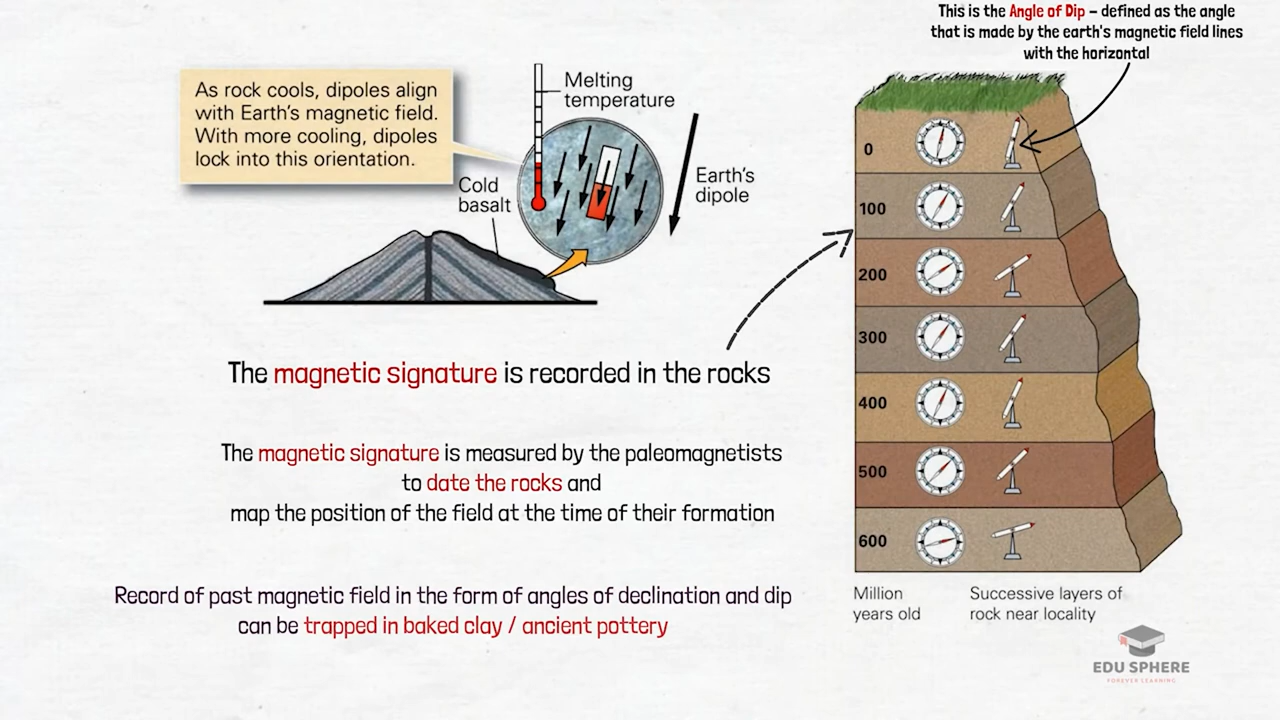 This is the Angle of Dip – defined as the angle
that is made by the earth's magnetic field lines
with the horizontal
As rock cools, dipoles align
with Earth's magnetic field.
With more cooling, dipoles
lock into this orientation.
Melting
temperature
Cold
basalt
Earth's
dipole
0
100
200
300
400
500
600
Million
years old
Successive layers of
rock near locality
The magnetic signature is recorded in the rocks
The magnetic signature is measured by the paleomagnetists
to date the rocks and
map the position of the field at the time of their formation
Record of past magnetic field in the form of angles of declination and dip
can be trapped in baked clay / ancient pottery
EDU SPHERE
FOREVER LEARNING